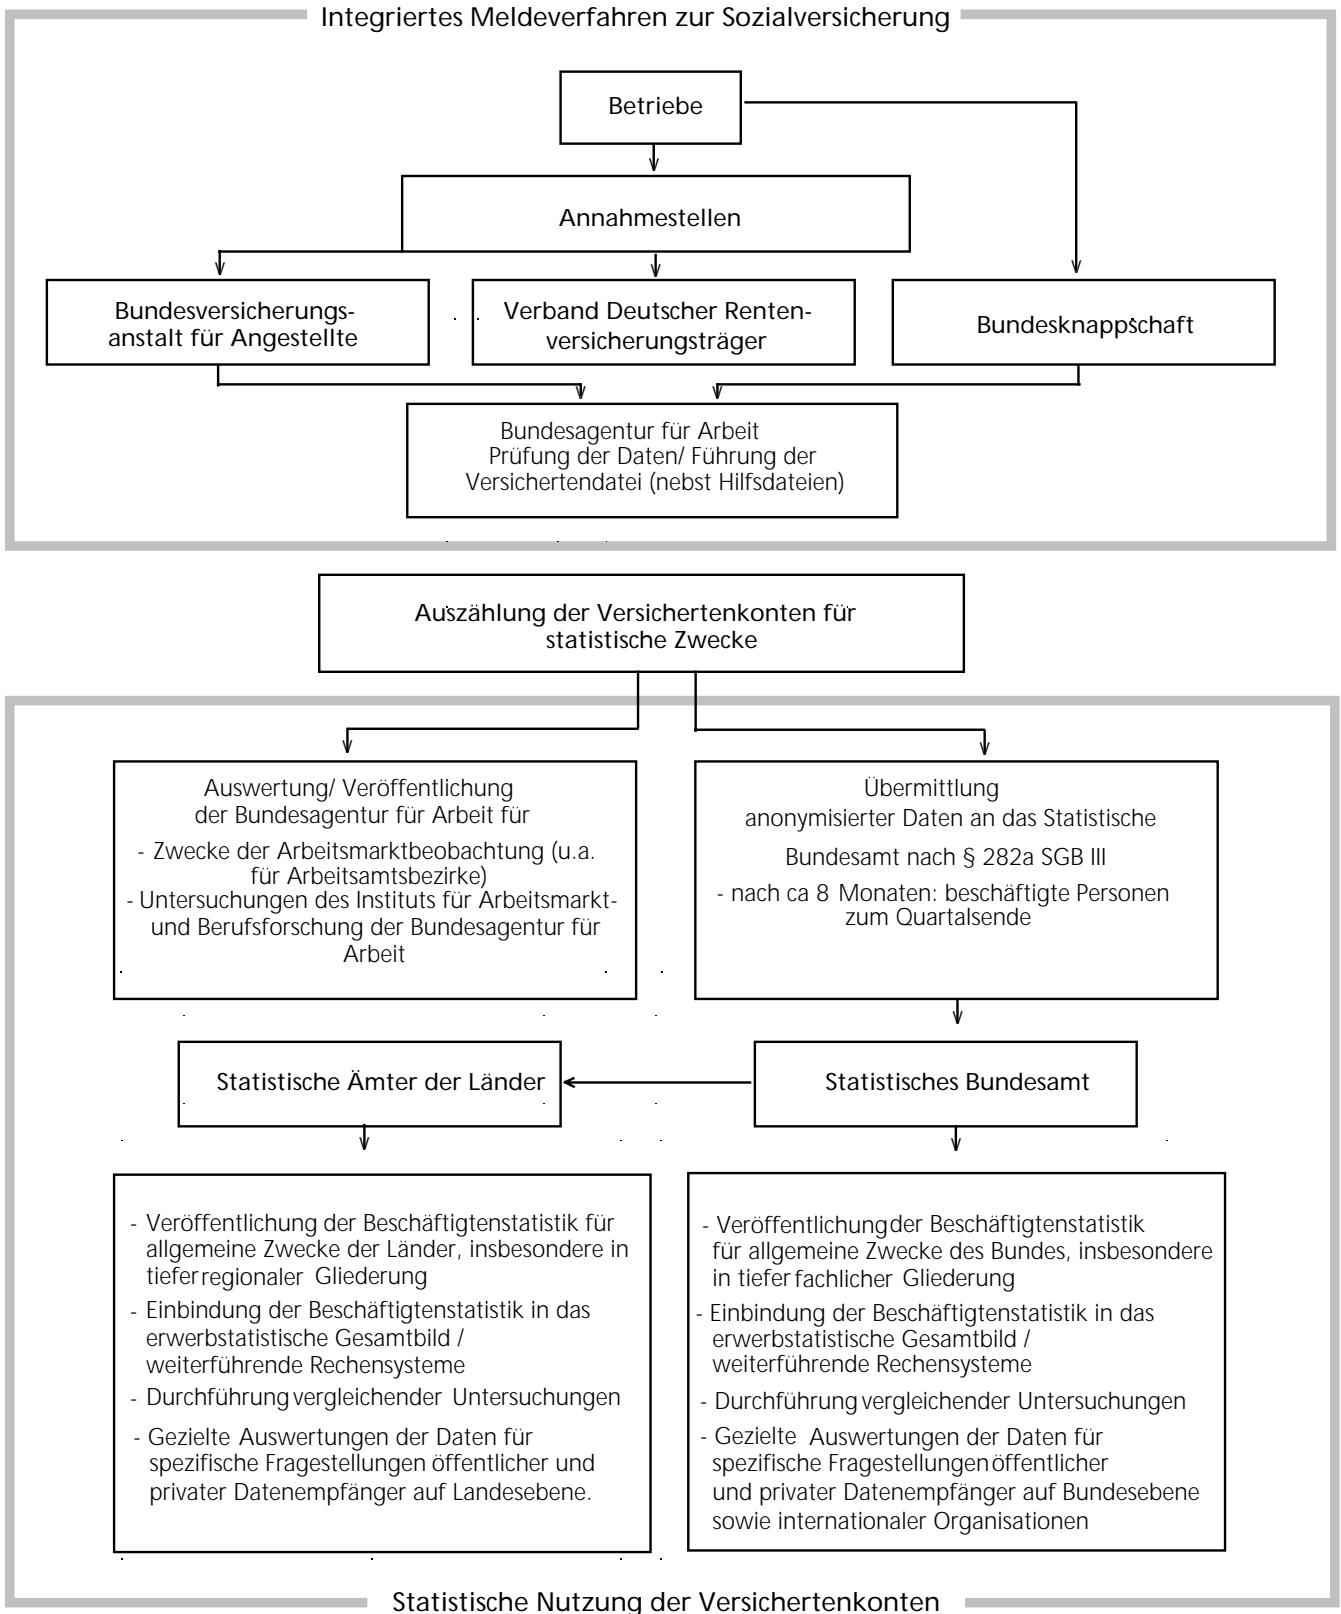 Integriertes Meldeverfahren zur Sozialversicherung
Betriebe
Annahmestellen
Bundesversicherungs-
anstalt für Angestellte
Verband Deutscher Renten-
versicherungsträger
Bundesknappschaft
Bundesagentur für Arbeit
Prüfung der Daten/ Führung der
Versichertendatei (nebst Hilfsdateien)
Auszählung der Versichertenkonten für
statistische Zwecke
Auswertung/ Veröffentlichung
der Bundesagentur für Arbeit für
- Zwecke der Arbeitsmarktbeobachtung (u.a.
für Arbeitsamtsbezirke)
- Untersuchungen des Instituts für Arbeitsmarkt-
und Berufsforschung der Bundesagentur für
Arbeit
Übermittlung
anonymisierter Daten an das Statistische
Bundesamt nach § 282a SGB III
- nach ca 8 Monaten: beschäftigte Personen
zum Quartalsende
Statistische Ämter der Länder
Statistisches Bundesamt
- Veröffentlichung der Beschäftigtenstatistik für
allgemeine Zwecke der Länder, insbesondere in
tiefer regionaler Gliederung
- Einbindung der Beschäftigtenstatistik in das
erwerbstatistische Gesamtbild /
weiterführende Rechensysteme
- Durchführung vergleichender Untersuchungen
- Gezielte Auswertungen der Daten für
spezifische Fragestellungen öffentlicher und
privater Datenempfänger auf Landesebene.
- Veröffentlichung der Beschäftigtenstatistik
für allgemeine Zwecke des Bundes, insbesondere
in tiefer fachlicher Gliederung
- Einbindung der Beschäftigtenstatistik in das
erwerbstatistische Gesamtbild /
weiterführende Rechensysteme
- Durchführung vergleichender Untersuchungen
- Gezielte Auswertungen der Daten für
spezifische Fragestellungen öffentlicher
und privater Datenempfänger auf Bundesebene
sowie internationaler Organisationen
Statistische Nutzung der Versichertenkonten